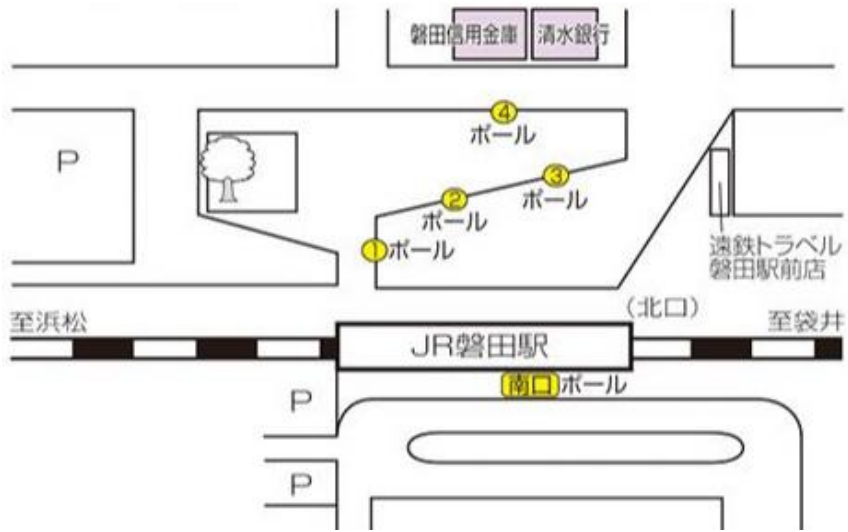 磐田信用金庫 清水銀行
④
ポール
P
③
ポール
②
ポール
①ポール
遠鉄トラベル
磐田駅前店
(北口)
至浜松
至袋井
JR磐田駅
南口ポール
P
P